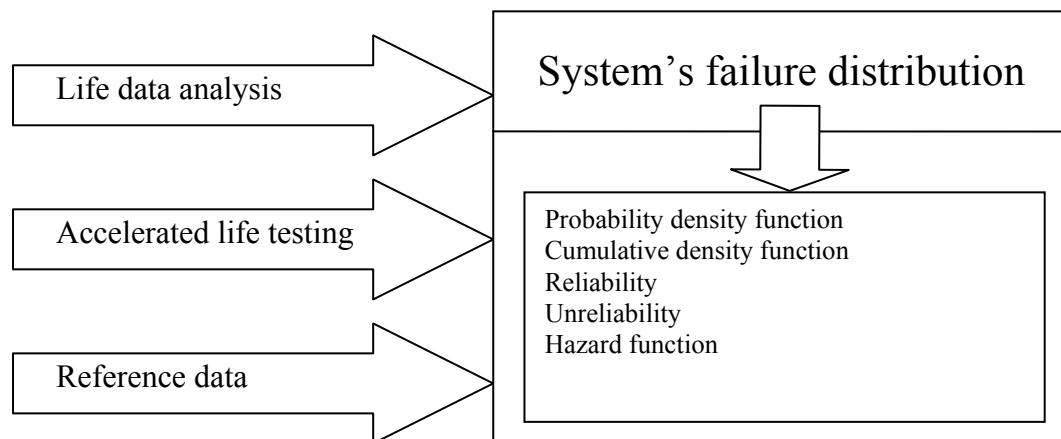 Life data analysis
Accelerated life testing
Reference data
System’s failure distribution
Probability density function
Cumulative density function
Reliability
Unreliability
Hazard function